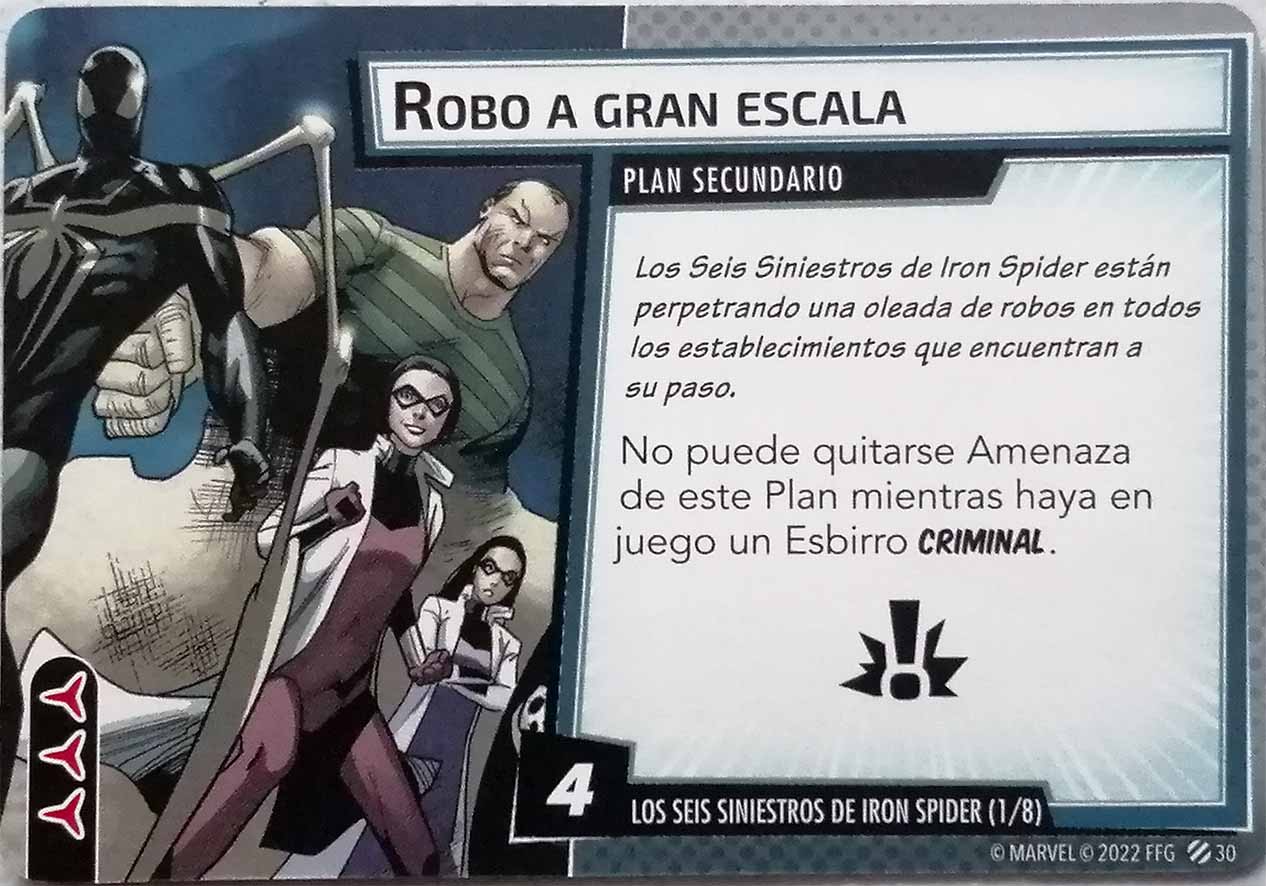 ROBO A GRAN ESCALA
PLAN SECUNDARIO
Los Seis Siniestros de Iron Spider están
perpetrando una oleada de robos en todos
los establecimientos que encuentran a
su paso.
No puede quitarse Amenaza
de este Plan mientras haya en
juego un Esbirro CRIMINAL.
4
LOS SEIS SINIESTROS DE IRON SPIDER (1/8)
© MARVEL © 2022 FFG 30